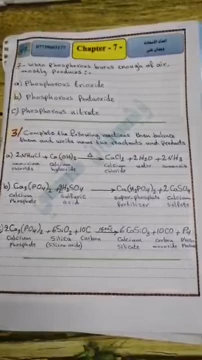 Chapter - 7 -
2- when phosphorous burns enough of air
mostly produces :-
a) Phosphorous trioxide
b) Phosphorous Pentaoxide
c) Phosphorous nitrate
3/ Complete the following reactions then balance
them and write name the reactants and Products
a) 2NH4Cl + Ca(OH)2 Δ→ CaCl2 + 2H2O + 2NH3
ammonium calcium calcium water ammonia
chloride hydroxide chloride
b) Ca3(PO4)2 + 2H2SO4 → Ca(H2PO4)2 + 2CaSO4
Calcium Sulfuric super phosphate calcium
phosphate acid fertilizer sulfate
2Ca3(PO4)2 + 6SiO2 + 10C → 6CaSiO3 + 10CO + P4
Calcium Silica Carbon Calcium carbon
Phosphate (Silicon oxide) Silicate monoxide